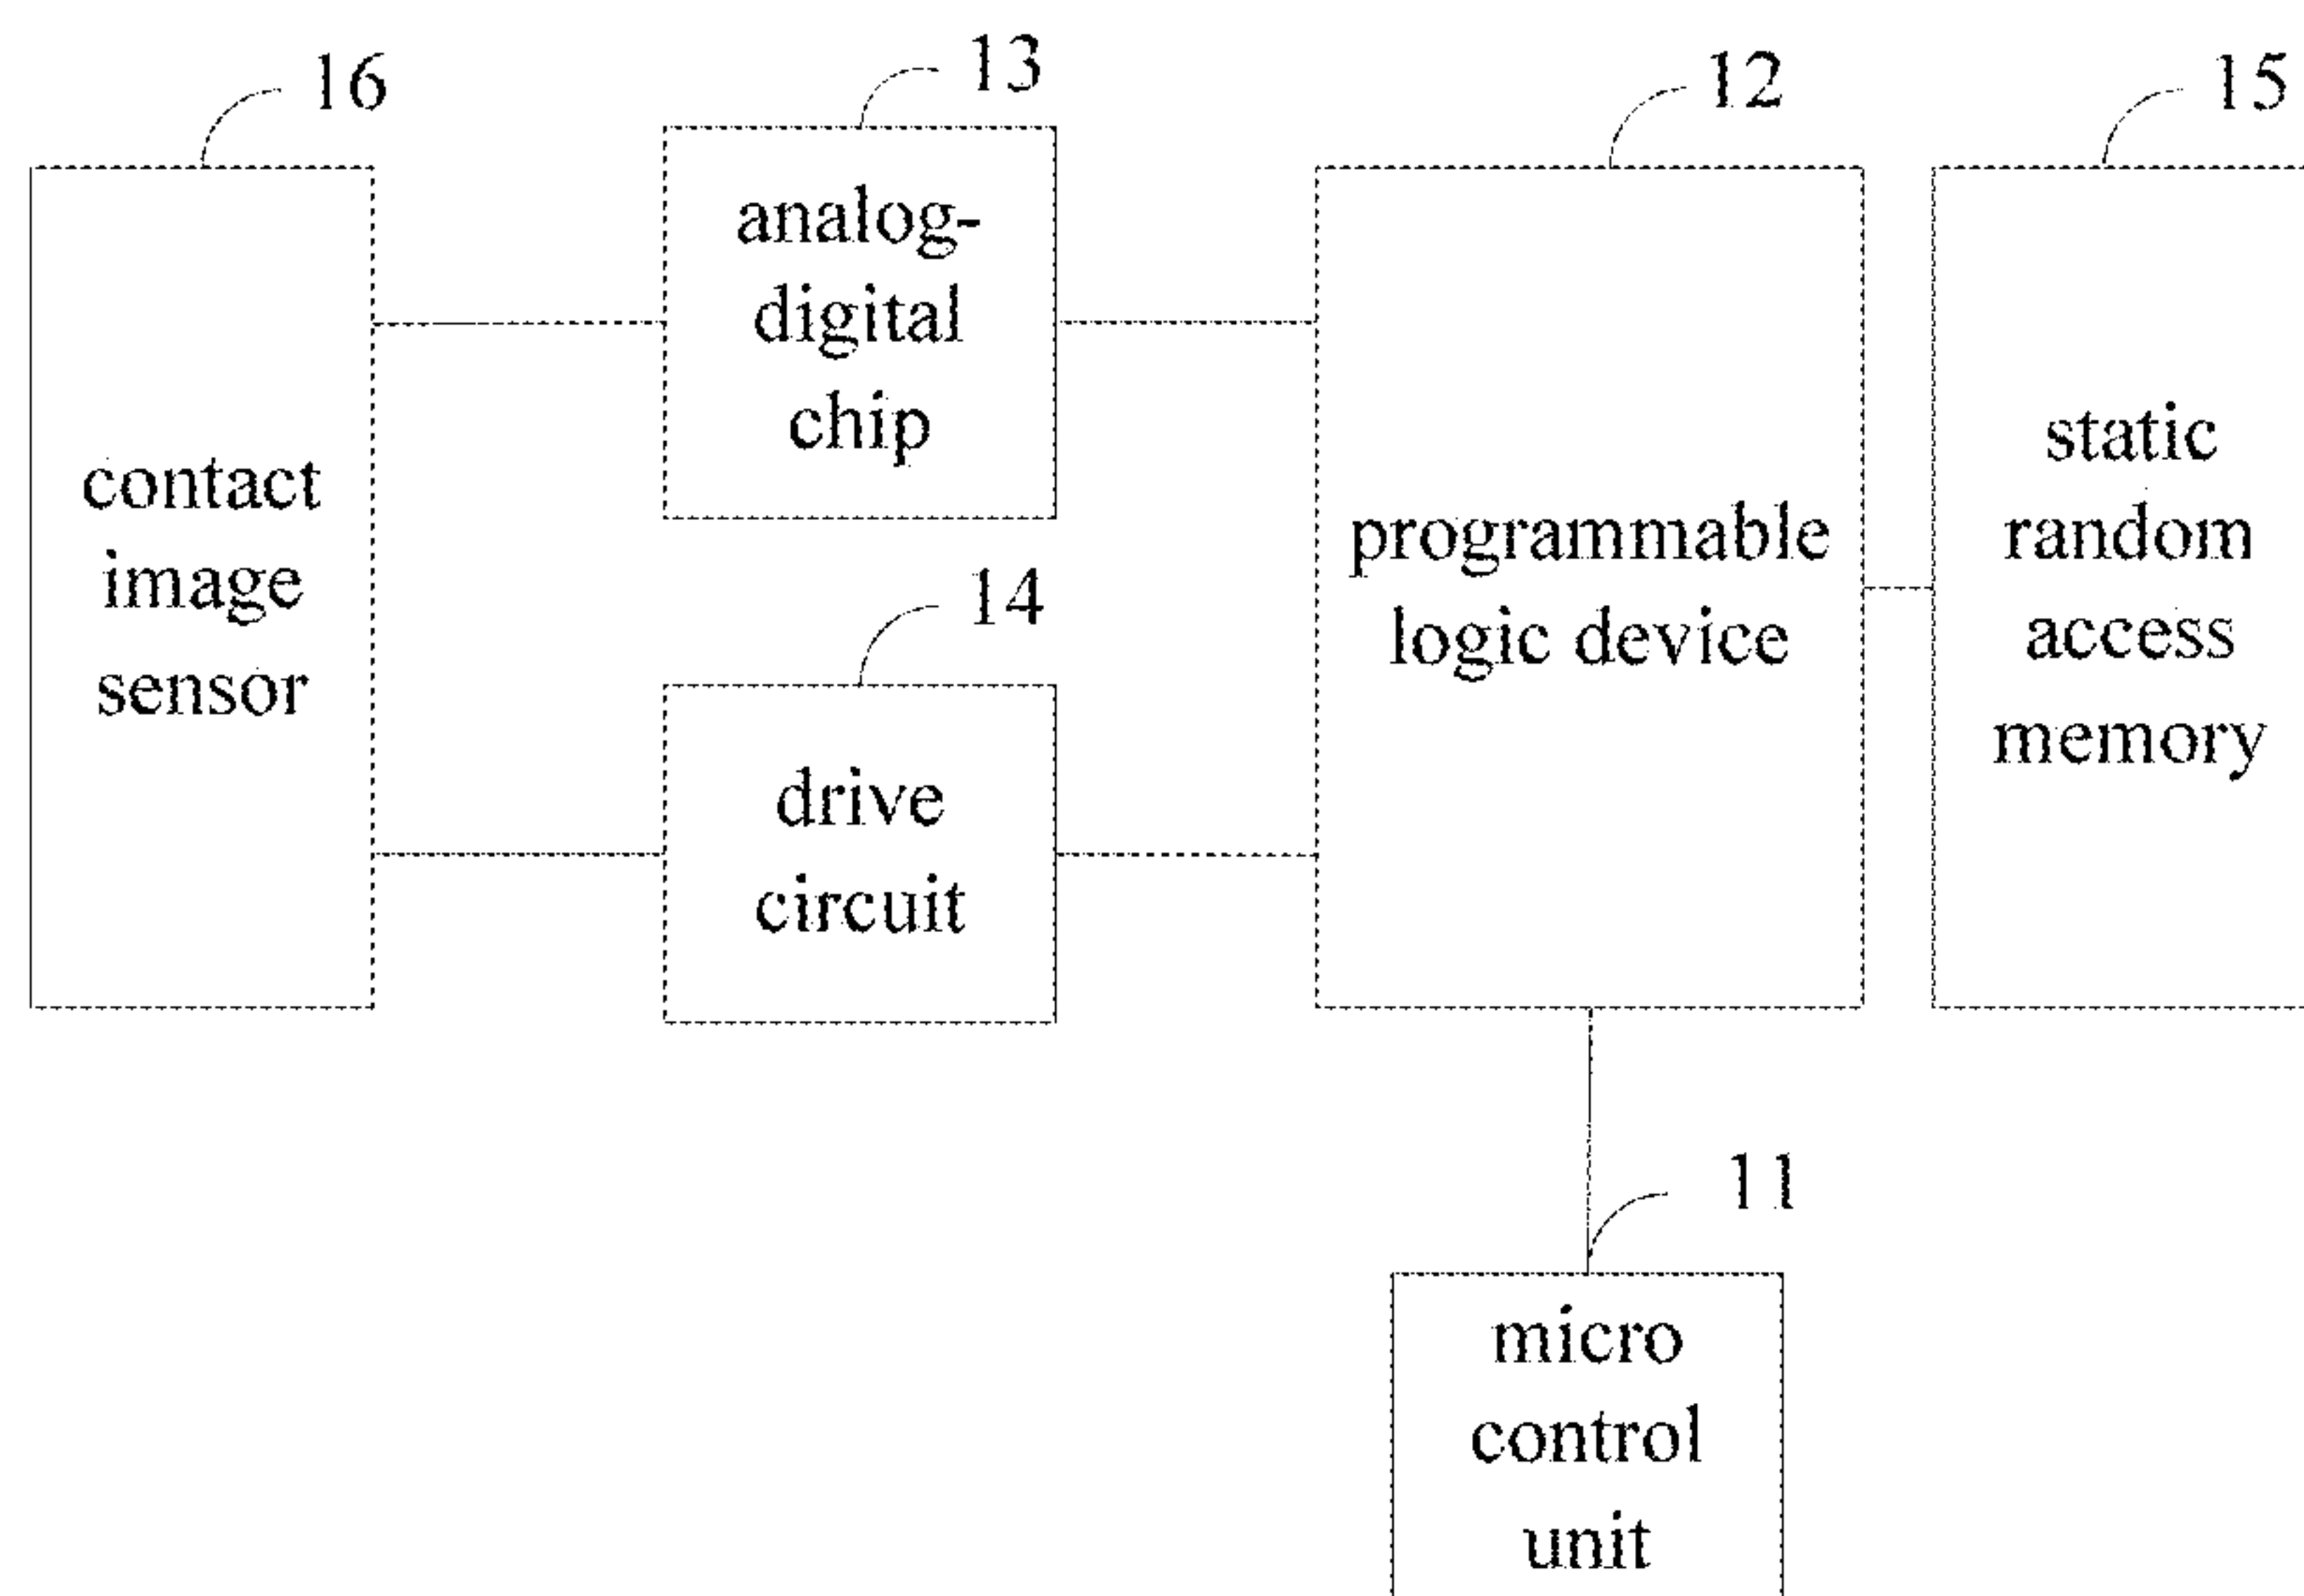 16
13
12
15
contact
image
sensor
analog-
digital
chip
14
drive
circuit
programmable
logic device
static
random
access
memory
11
micro
control
unit